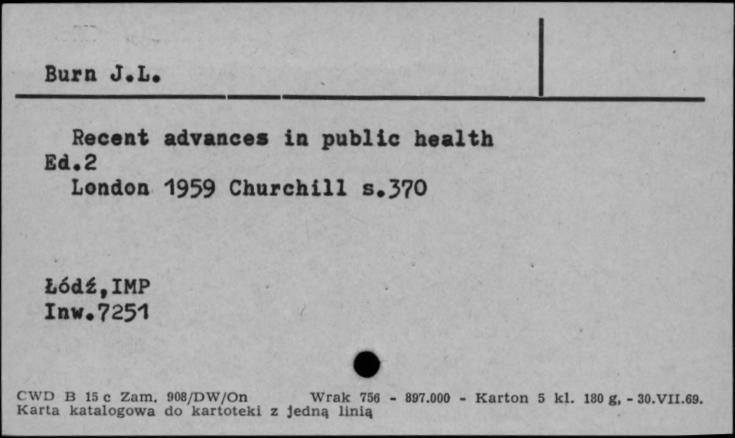 Burn J.L.
Recent advances in public health
Ed.2
London 1959 Churchill s.370
Łódź,IMP
Inw.7251
CWD B 15 c Zam. 908/DW/On Wrak 756 - 897.000 - Karton 5 kl. 180 g, - 30.VII.69.
Karta katalogowa do kartoteki z jedną linią